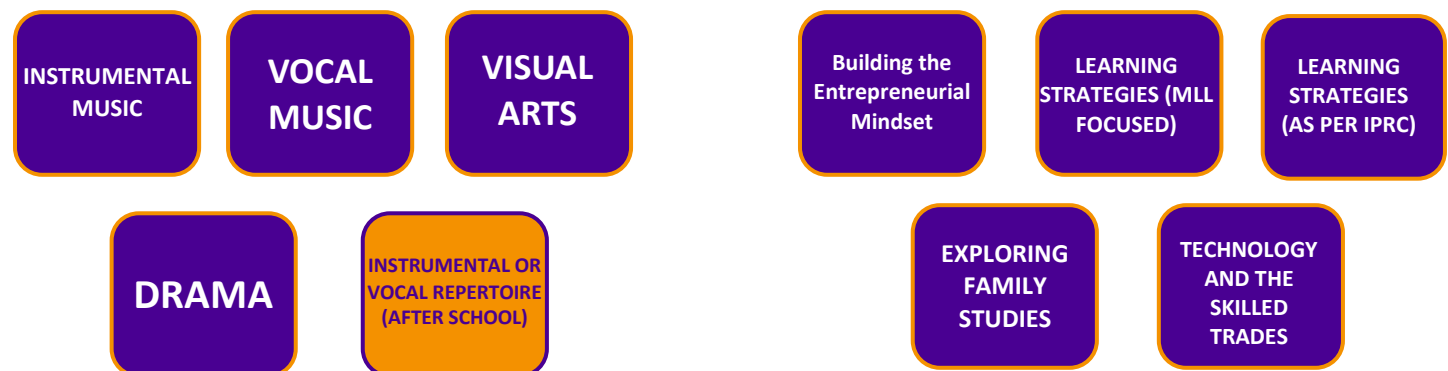 INSTRUMENTAL
MUSIC
VOCAL
MUSIC
VISUAL
ARTS
Building the
Entrepreneurial
Mindset
LEARNING
STRATEGIES (MLL
FOCUSED)
LEARNING
STRATEGIES
(AS PER IPRC)
DRAMA
INSTRUMENTAL OR
VOCAL REPERTOIRE
(AFTER SCHOOL)
EXPLORING
FAMILY
STUDIES
TECHNOLOGY
AND THE
SKILLED
TRADES